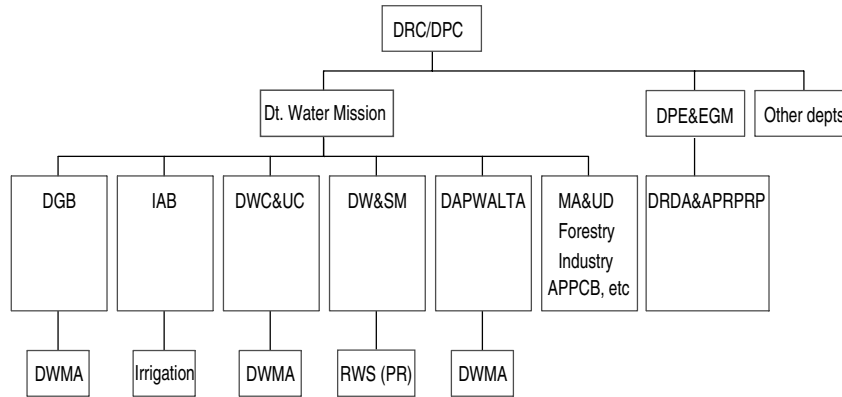 DRC/DPC
Dt. Water Mission
DPE&EGM
Other depts
DGB
IAB
DWC&UC
DW&SM
DAPWALTA
MA&UD
Forestry
Industry
APPCB, etc
DRDA&APRPRP
DWMA
Irrigation
DWMA
RWS (PR)
DWMA